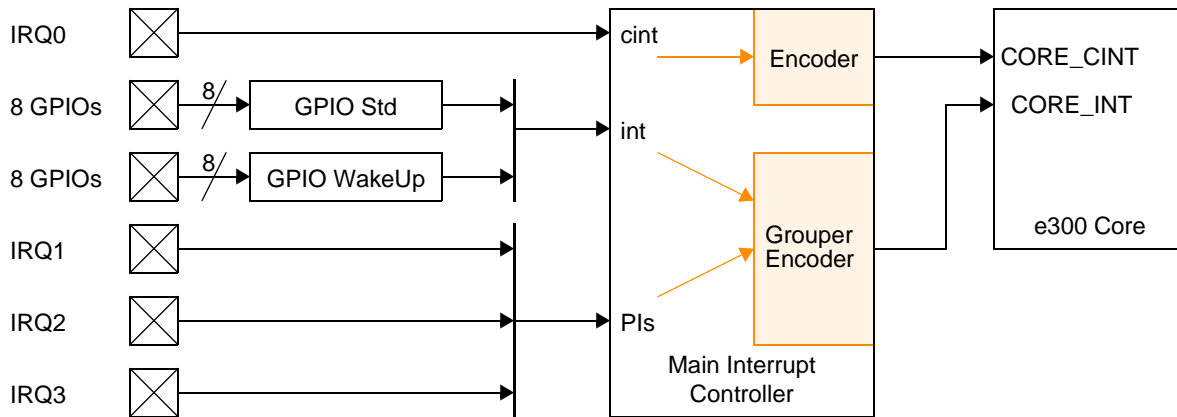 IRQ0
8 GPIOs
8
GPIO Std
8 GPIOs
8
GPIO WakeUp
IRQ1
IRQ2
IRQ3
cint
int
PIs
Encoder
Grouper
Encoder
Main Interrupt
Controller
CORE_CINT
CORE_INT
e300 Core